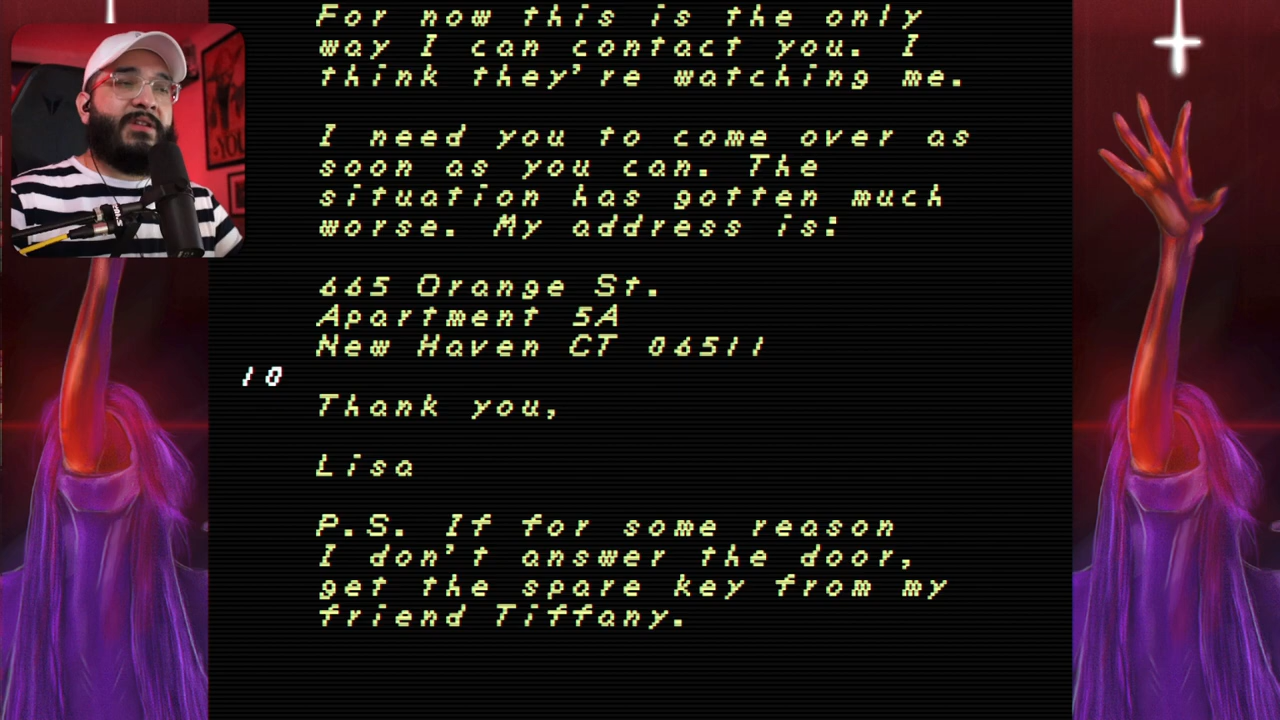 For now this is the only
way I can contact you. I
think they're watching me.
I need you to come over as
soon as you can. The
situation has gotten much
worse. My address is:
665 Orange St.
Apartment 5A
New Haven CT 06511
10
Thank you,
Lisa
P.S. If for some reason
I don't answer the door,
get the spare key from my
friend Tiffany.
YOU